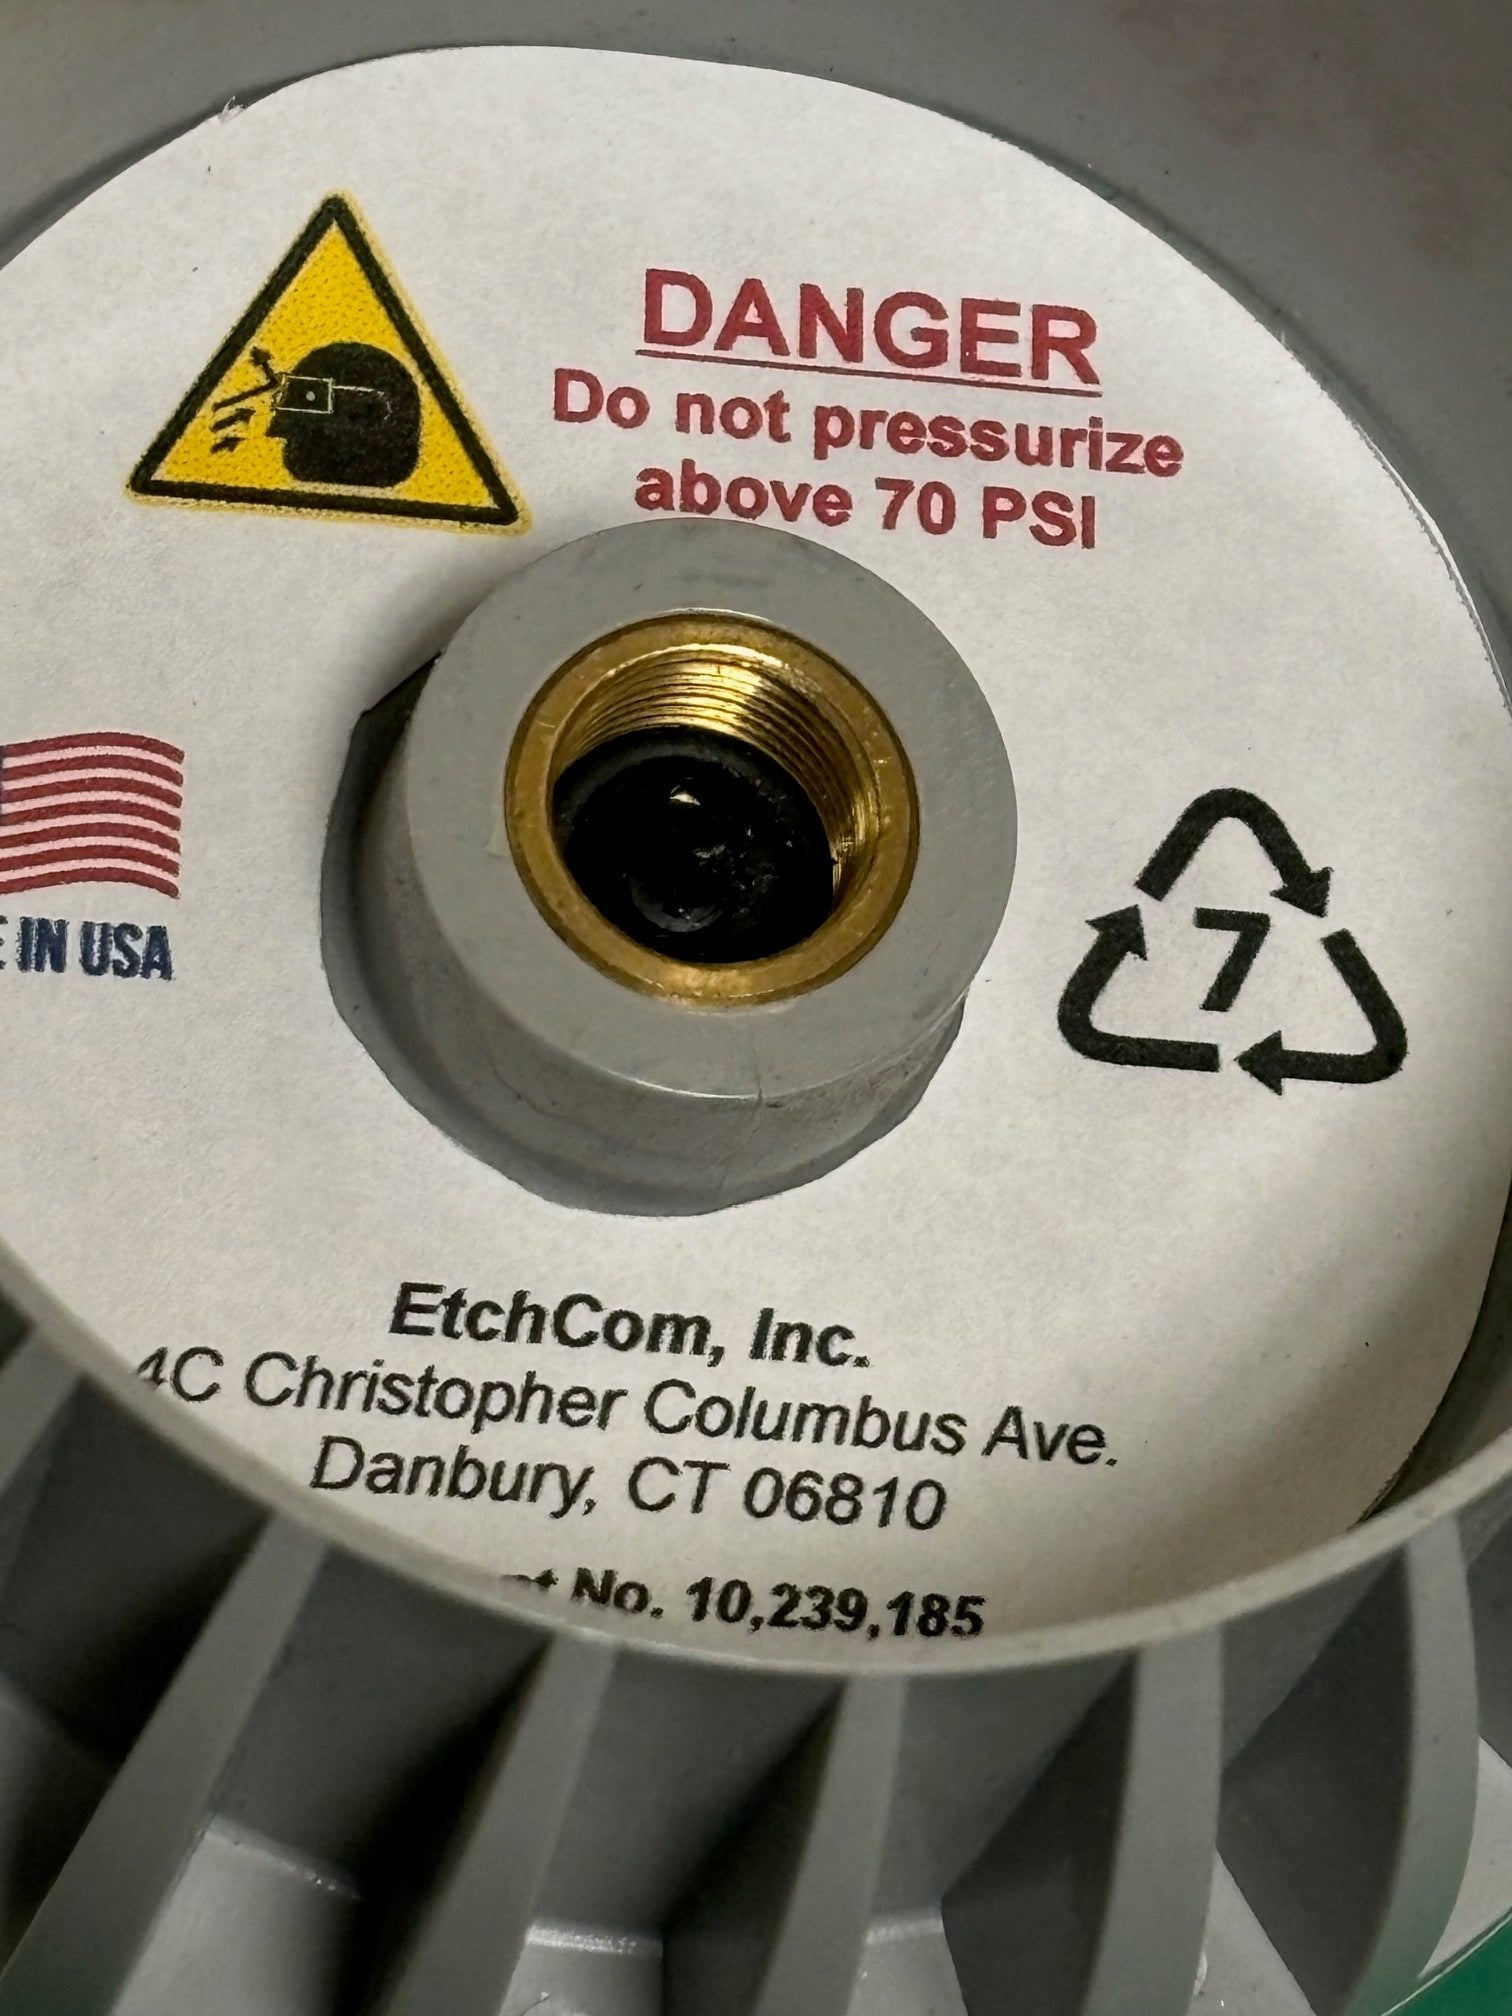 DANGER
Do not pressurize
above 70 PSI
IN USA
7
EtchCom, Inc.
4C Christopher Columbus Ave.
Danbury, CT 06810
No. 10,239,185